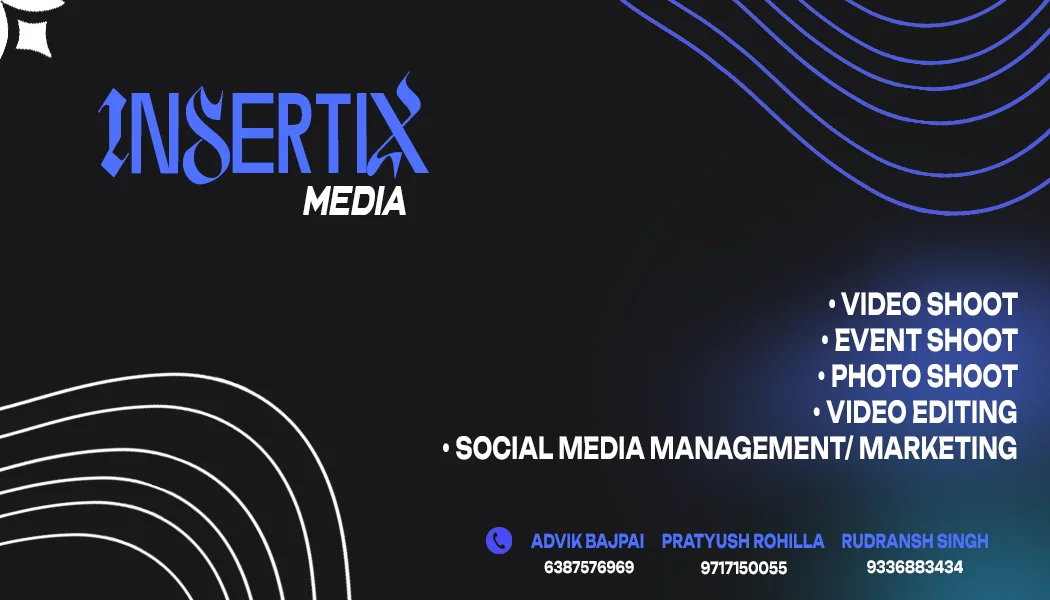 INSERTIX
MEDIA
• VIDEO SHOOT
• EVENT SHOOT
• PHOTO SHOOT
• VIDEO EDITING
• SOCIAL MEDIA MANAGEMENT/ MARKETING
ADVIK BAJPAI PRATYUSH ROHILLA RUDRANSH SINGH
6387576969 9717150055 9336883434